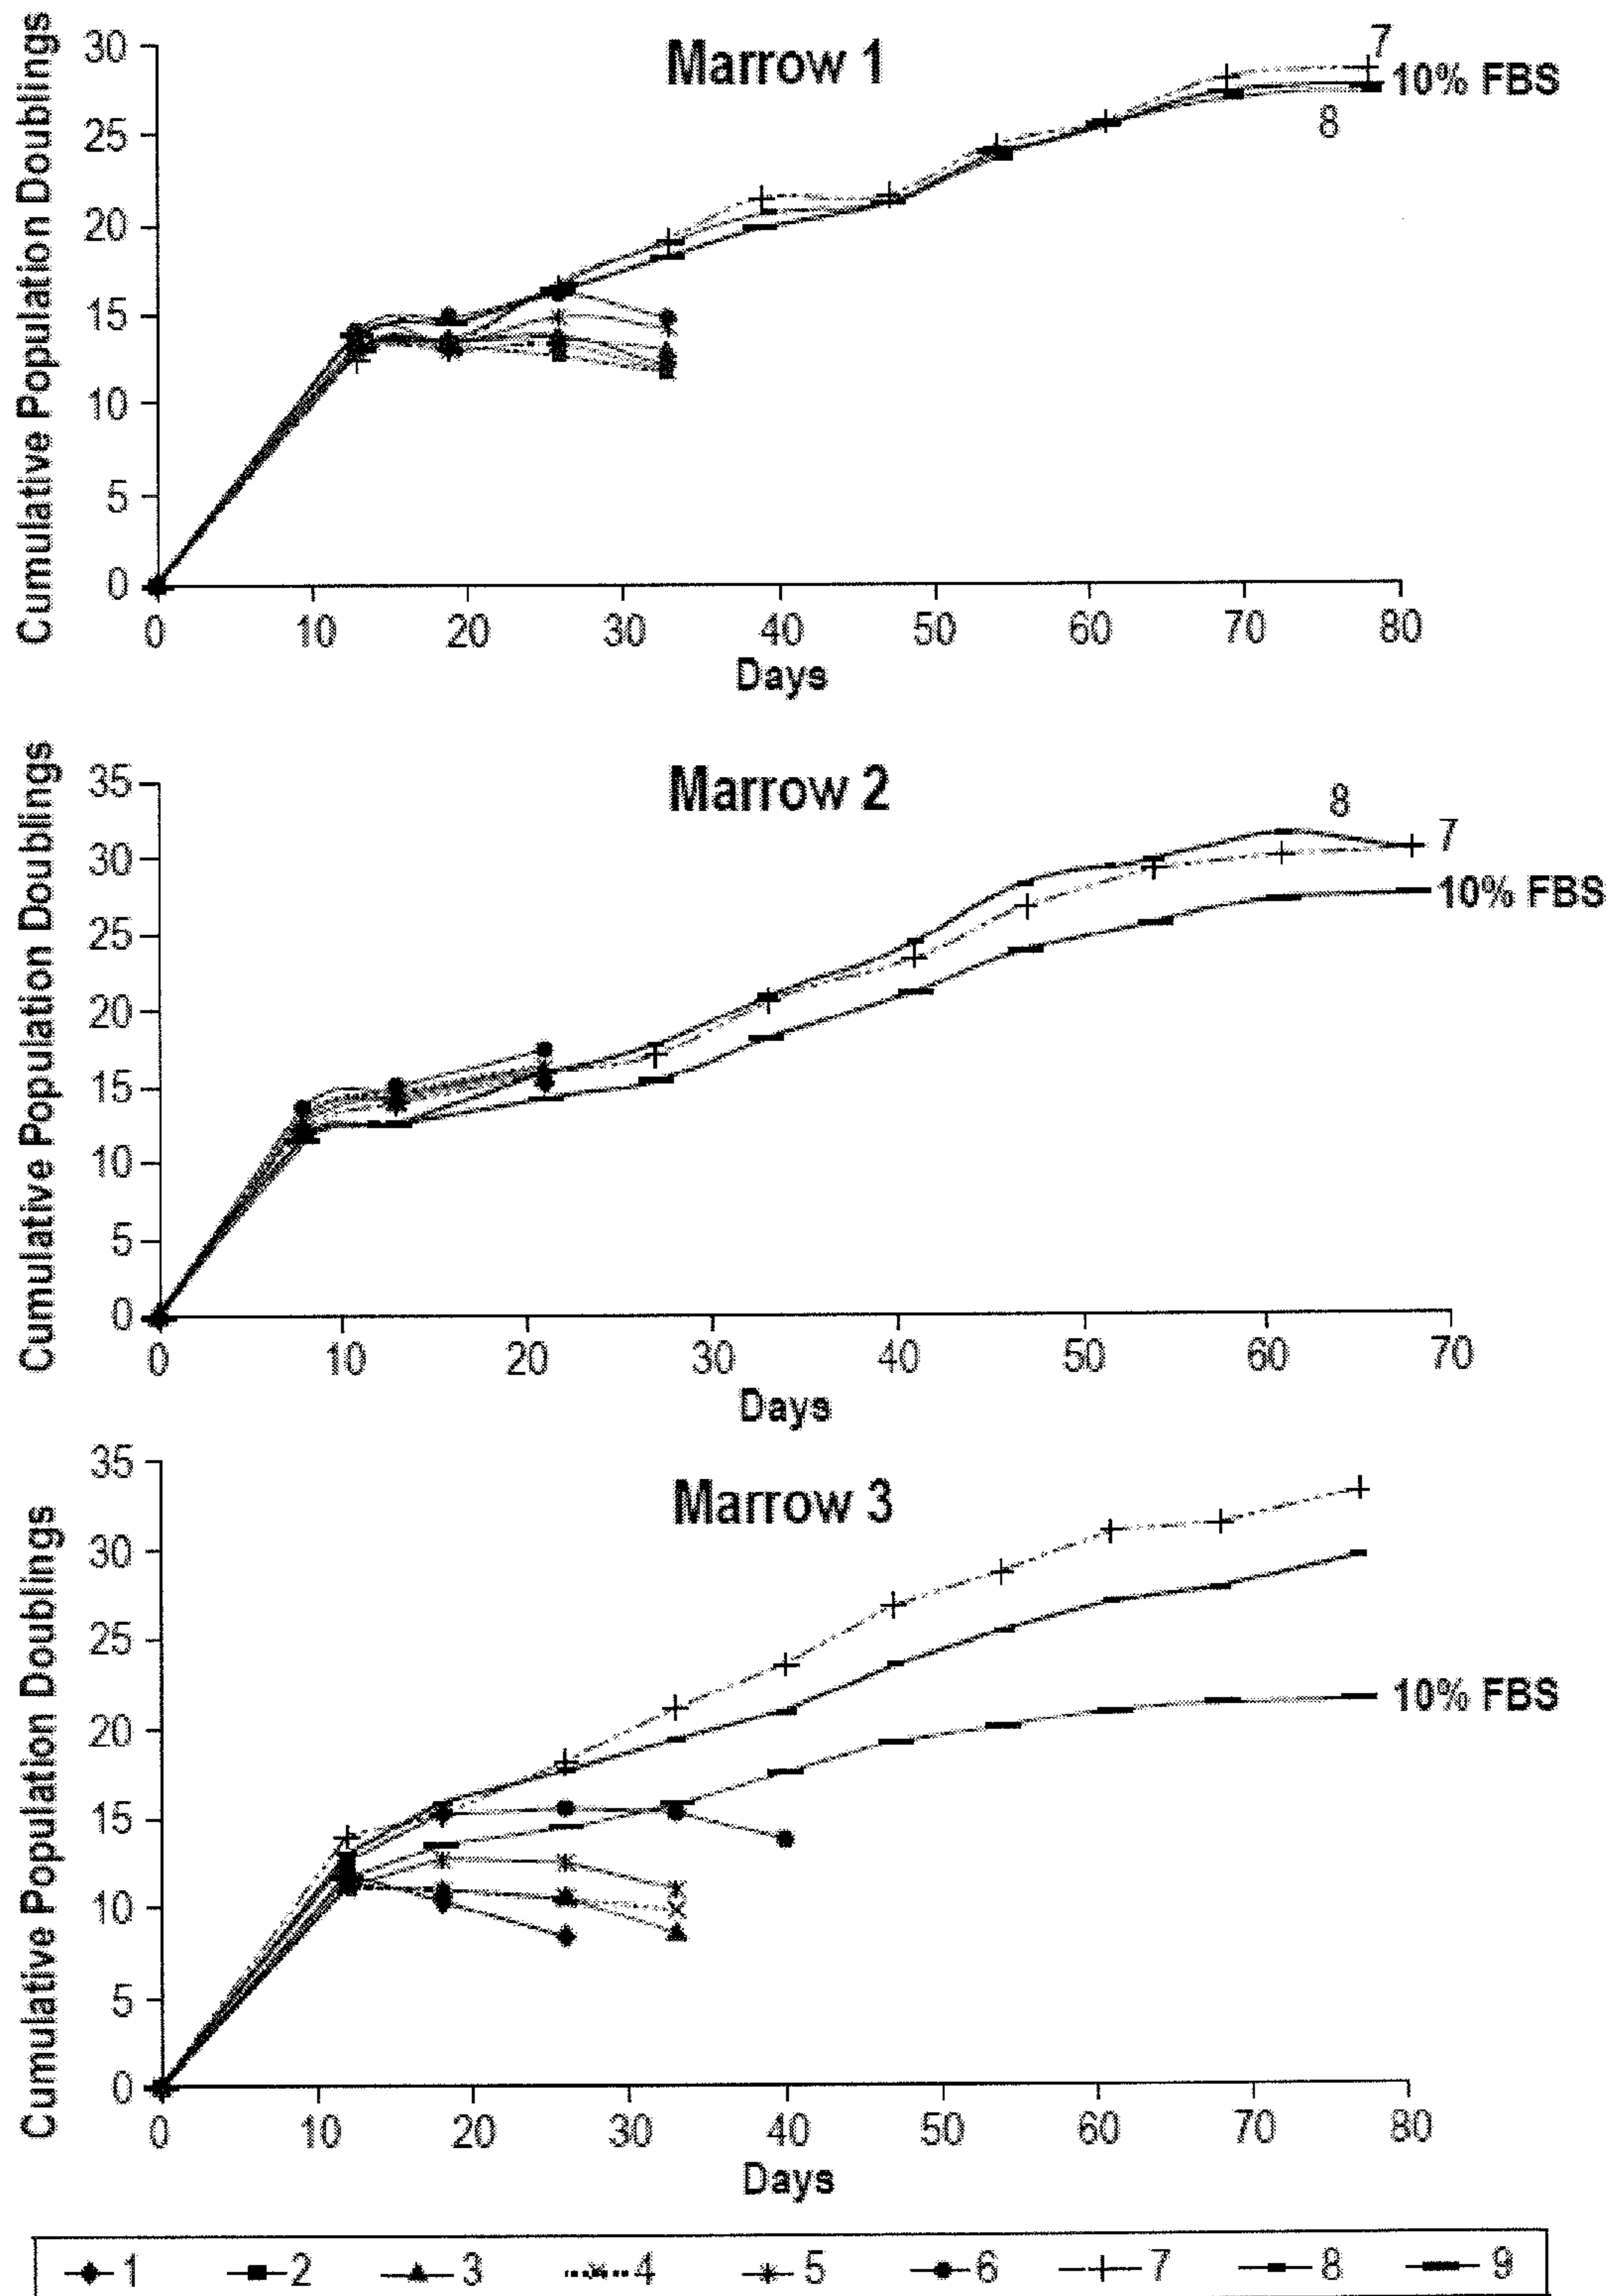 Marrow 1
Cumulative Population Doublings
30
25
20
15
10
5
0
7
10% FBS
8
0 10 20 30 40 50 60 70 80
Days
Marrow 2
Cumulative Population Doublings
35
30
25
20
15
10
5
0
8
7
10% FBS
0 10 20 30 40 50 60 70
Days
Marrow 3
Cumulative Population Doublings
35
30
25
20
15
10
5
0
10% FBS
0 10 20 30 40 50 60 70 80
Days
1 2 3 4 5 6 7 8 9